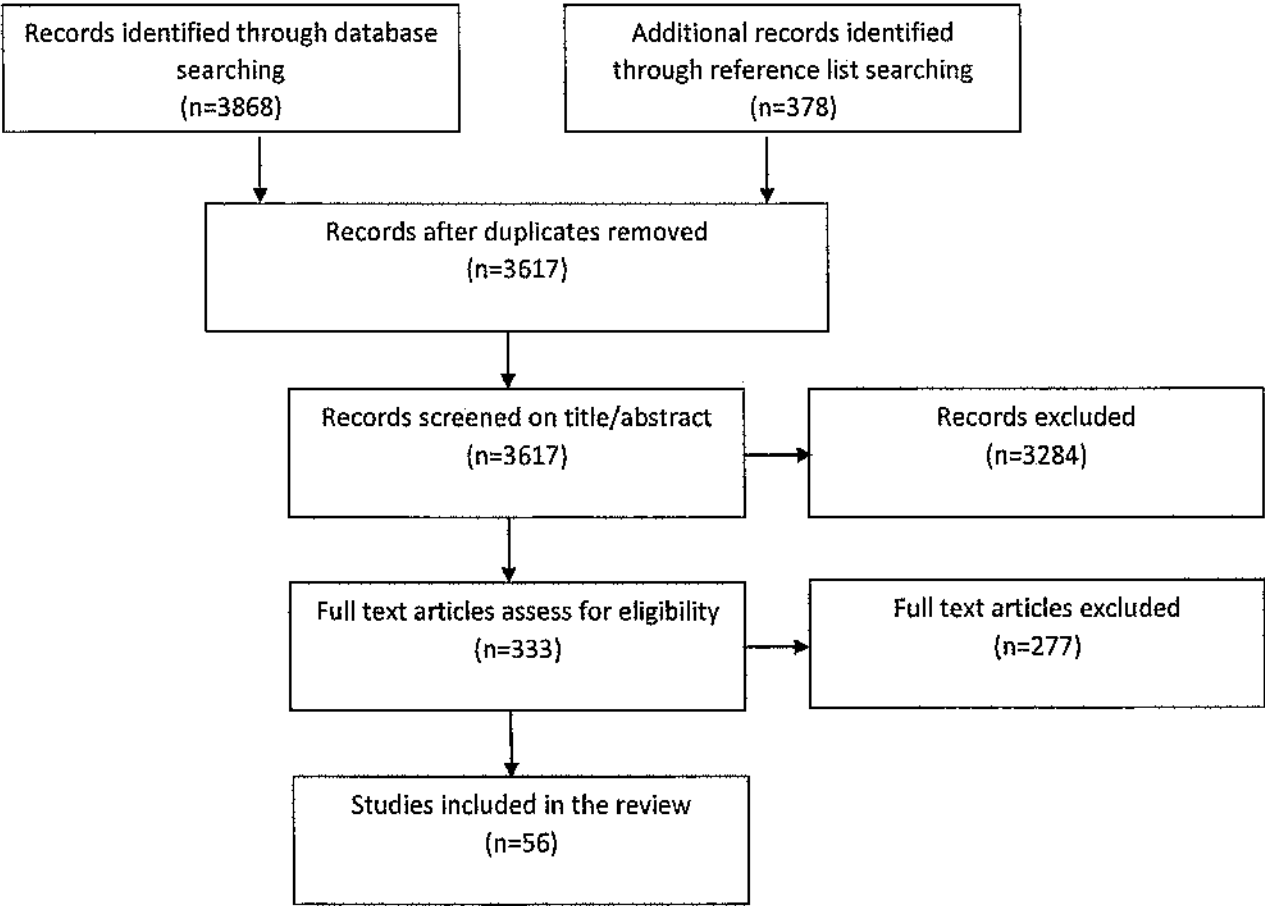 Records identified through database
searching
(n=3868)
Additional records identified
through reference list searching
(n=378)
Records after duplicates removed
(n=3617)
Records screened on title/abstract
(n=3617)
Records excluded
(n=3284)
Full text articles assess for eligibility
(n=333)
Full text articles excluded
(n=277)
Studies included in the review
(n=56)